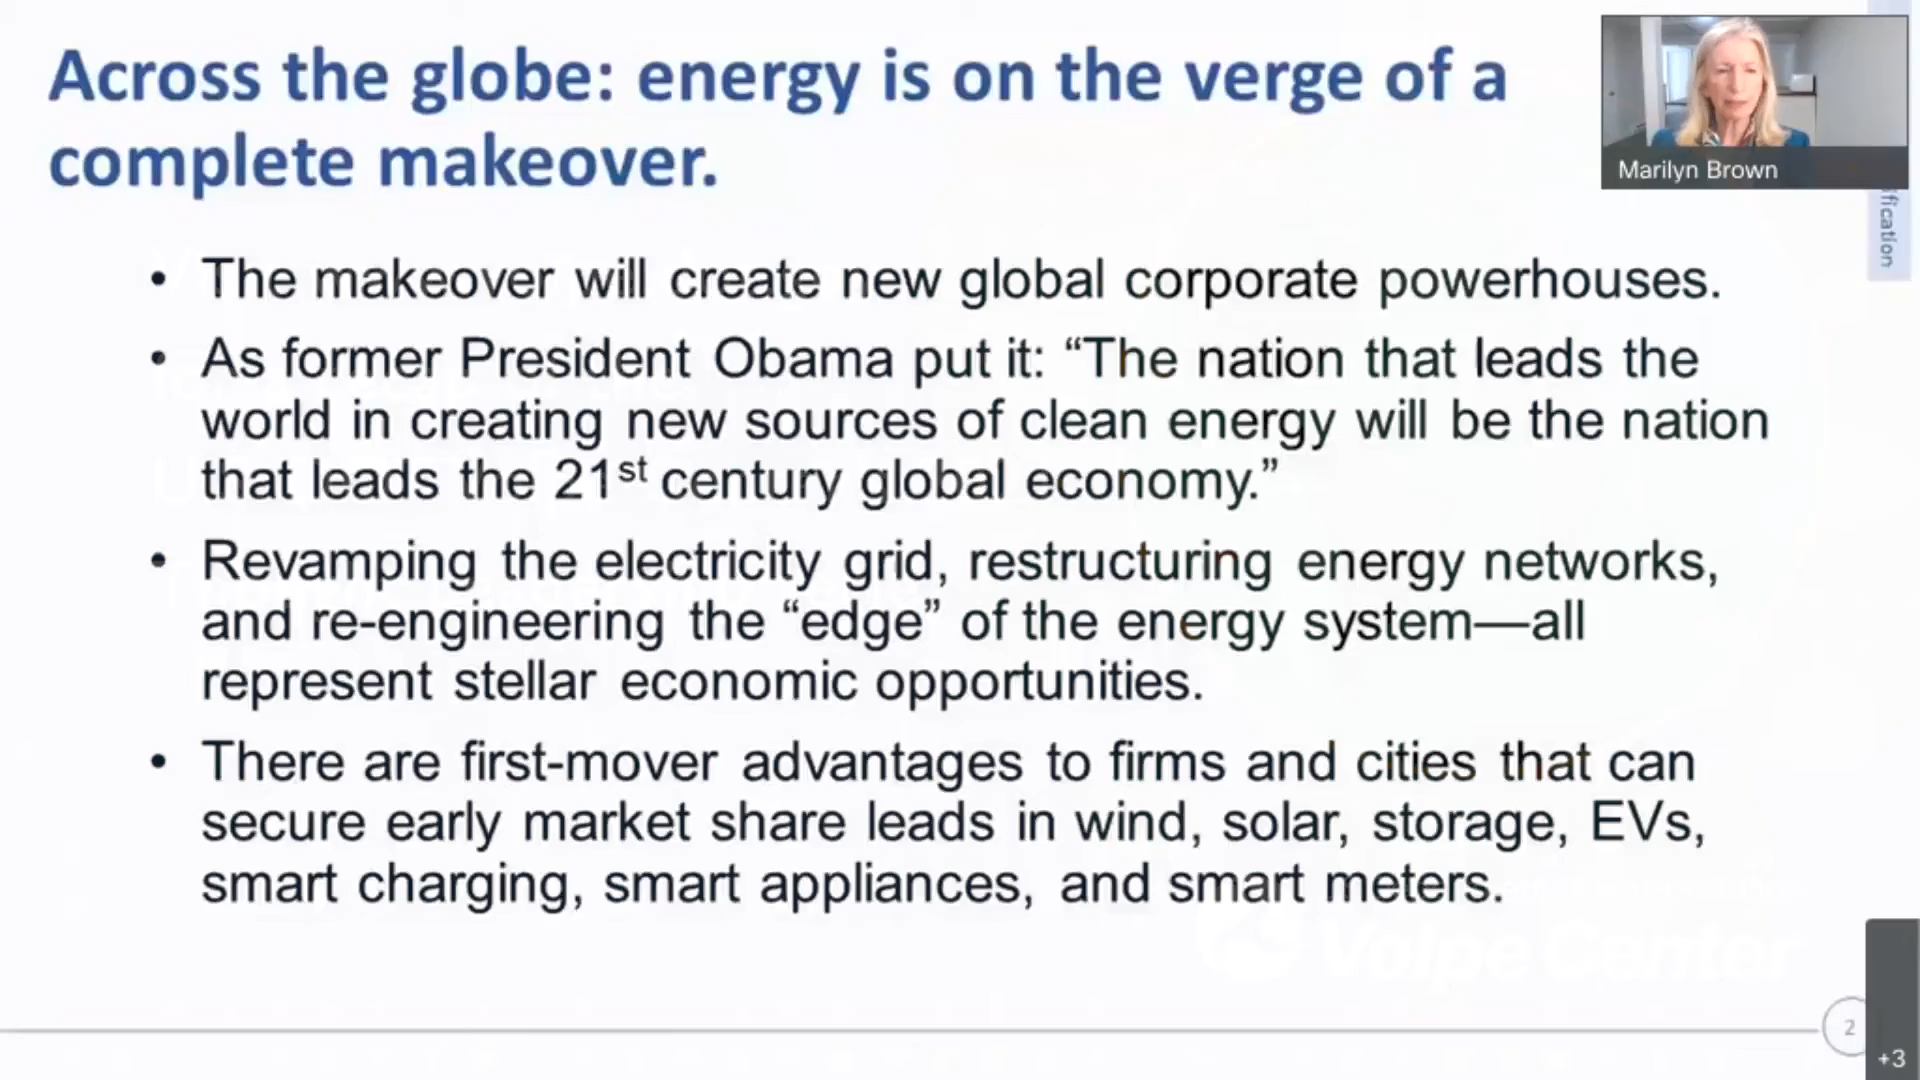 Across the globe: energy is on the verge of a
complete makeover.
Marilyn Brown
ification
• The makeover will create new global corporate powerhouses.
• As former President Obama put it: “The nation that leads the
world in creating new sources of clean energy will be the nation
that leads the 21st century global economy.”
• Revamping the electricity grid, restructuring energy networks,
and re-engineering the “edge” of the energy system—all
represent stellar economic opportunities.
• There are first-mover advantages to firms and cities that can
secure early market share leads in wind, solar, storage, EVs,
smart charging, smart appliances, and smart meters.
Volpe Center
2
+3